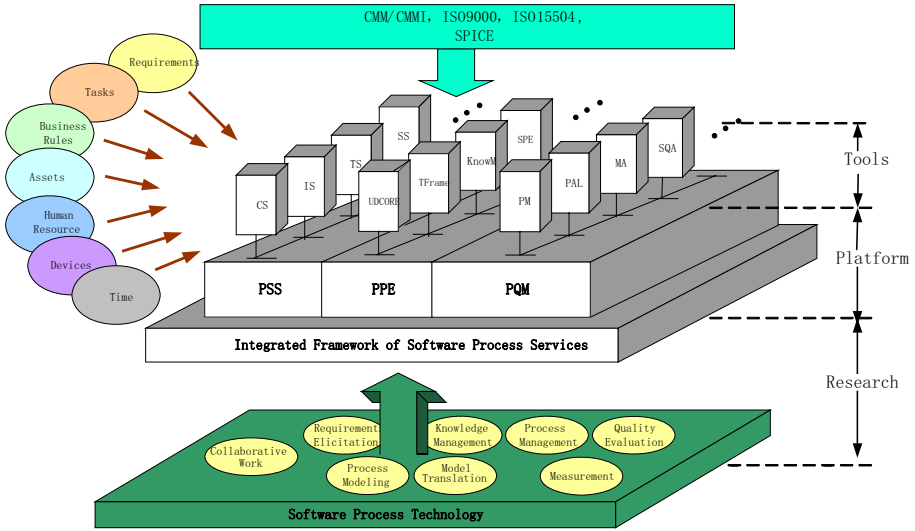 CMM/CMMI, ISO9000, ISO15504,
SPICE
Requirements
Tasks
Business
Rules
Assets
Human
Resource
Devices
Time
SS
TS
IS
CS
SPE
KnowM
TFrame
UDCORE
SQA
MA
PAL
PM
Tools
Platform
Research
PSS
PPE
PQM
Integrated Framework of Software Process Services
Requirement
Elicitation
Knowledge
Management
Process
Management
Quality
Evaluation
Collaborative
Work
Process
Modeling
Model
Translation
Measurement
Software Process Technology